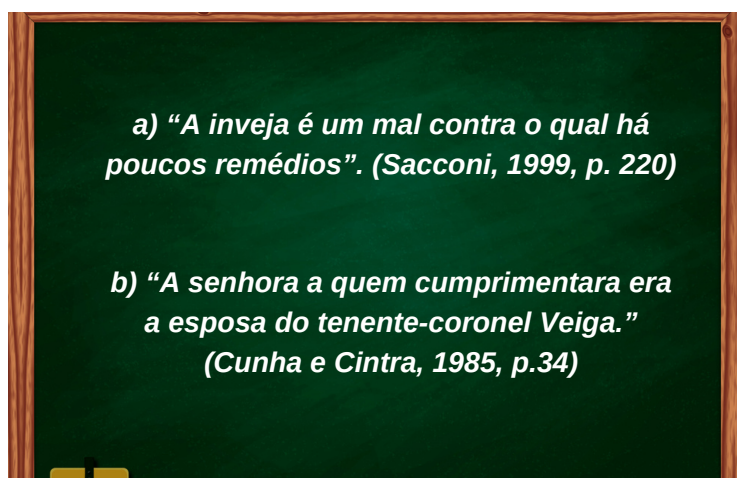 a) “A inveja é um mal contra o qual há
poucos remédios”. (Sacconi, 1999, p. 220)
b) “A senhora a quem cumprimentara era
a esposa do tenente-coronel Veiga.”
(Cunha e Cintra, 1985, p.34)